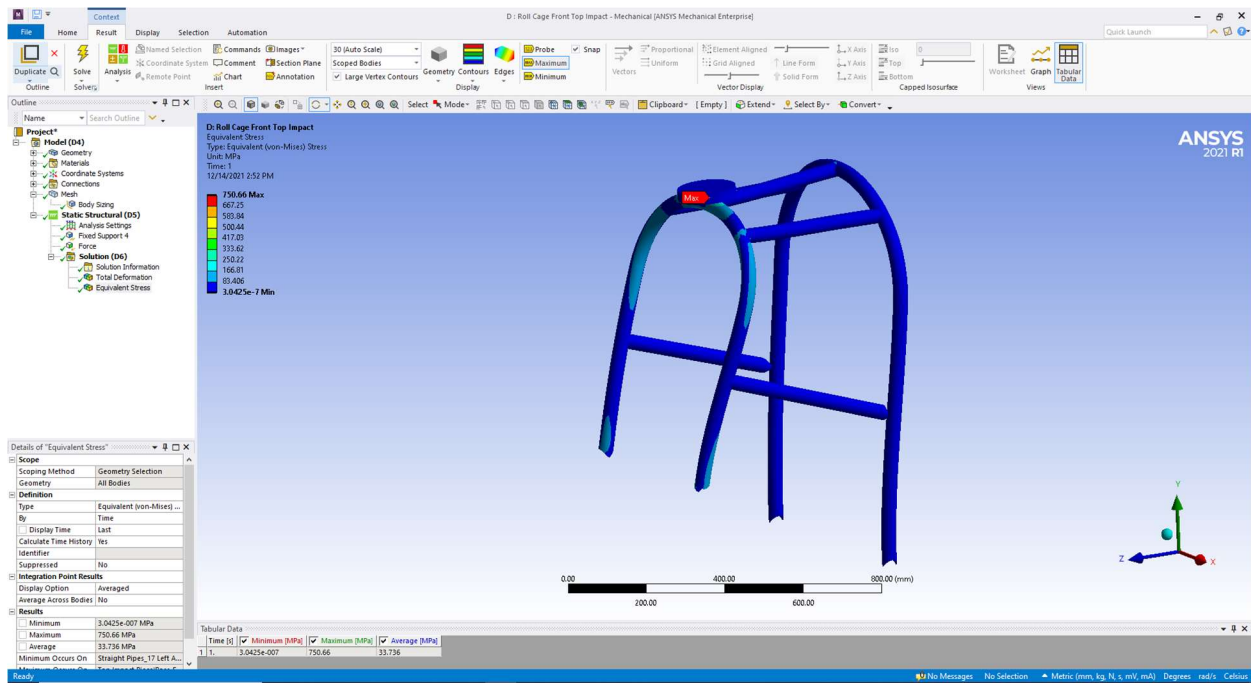 Context
D : Roll Cage Front Top Impact - Mechanical [ANSYS Mechanical Enterprise]
File Home Result Display Selection Automation
Quick Launch
Duplicate Solve Analysis
Named Selection Commands Images
Coordinate System Comment Section Plane
Remote Point Chart Annotation
30 (Auto Scale)
Scoped Bodies
Large Vertex Contours
Geometry Contours Edges
Probe Snap
Maximum
Minimum
Vectors
Proportional Element Aligned X Axis Iso 0
Uniform Grid Aligned Line Form Y Axis Top
Solid Form Z Axis Bottom
Worksheet Graph Tabular
Data
Outline Solver Insert Display Vector Display Capped Isosurface Views
Outline
Name Search Outline
Select Mode Clipboard [ Empty ] Extend Select By Convert
Project*
Model (D4)
Geometry
Materials
Coordinate Systems
Connections
Mesh
Body Sizing
Static Structural (D5)
Analysis Settings
Fixed Support 4
Force
Solution (D6)
Solution Information
Total Deformation
Equivalent Stress
D: Roll Cage Front Top Impact
Equivalent Stress
Type: Equivalent (von-Mises) Stress
Unit: MPa
Time: 1
12/14/2021 2:52 PM
750.66 Max
667.25
583.84
500.44
417.03
333.62
250.22
166.81
83.406
3.0425e-7 Min
Max
ANSYS
2021 R1
Y
Z
X
0.00 400.00 800.00 (mm)
200.00 600.00
Details of "Equivalent Stress"
Scope
Scoping Method Geometry Selection
Geometry All Bodies
Definition
Type Equivalent (von-Mises) ...
By Time
Display Time Last
Calculate Time History Yes
Identifier
Suppressed No
Integration Point Results
Display Option Averaged
Average Across Bodies No
Results
Minimum 3.0425e-007 MPa
Maximum 750.66 MPa
Average 33.736 MPa
Minimum Occurs On Straight Pipes_17 Left A...
Tabular Data
Time [s] Minimum [MPa] Maximum [MPa] Average [MPa]
1 1. 3.0425e-007 750.66 33.736
Ready
No Messages No Selection Metric (mm, kg, N, s, mV, mA) Degrees rad/s Celsius